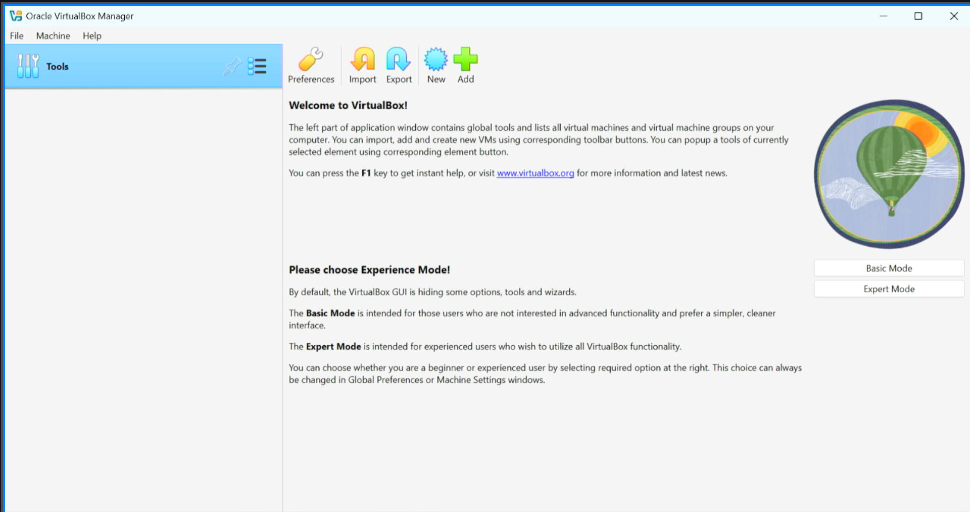 Oracle VirtualBox Manager
File Machine Help
Tools
Preferences Import Export New Add
Welcome to VirtualBox!
The left part of application window contains global tools and lists all virtual machines and virtual machine groups on your
computer. You can import, add and create new VMs using corresponding toolbar buttons. You can popup a tools of currently
selected element using corresponding element button.
You can press the F1 key to get instant help, or visit www.virtualbox.org for more information and latest news.
Please choose Experience Mode!
By default, the VirtualBox GUI is hiding some options, tools and wizards.
The Basic Mode is intended for those users who are not interested in advanced functionality and prefer a simpler, cleaner
interface.
The Expert Mode is intended for experienced users who wish to utilize all VirtualBox functionality.
You can choose whether you are a beginner or experienced user by selecting required option at the right. This choice can always
be changed in Global Preferences or Machine Settings windows.
Basic Mode
Expert Mode